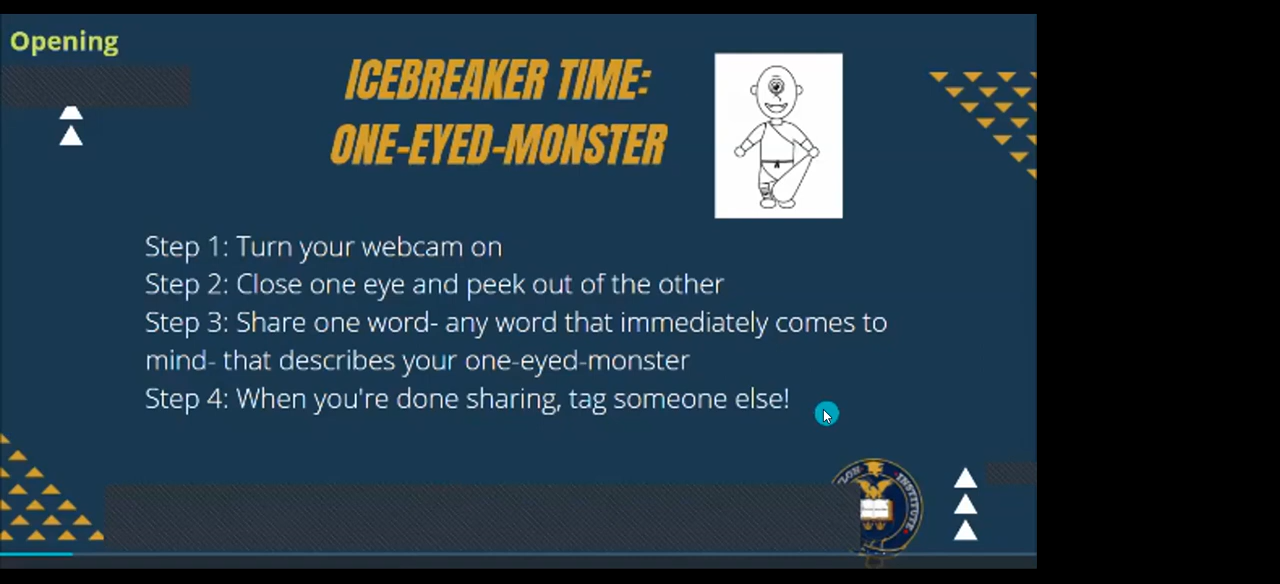 Opening
ICEBREAKER TIME:
ONE-EYED-MONSTER
Step 1: Turn your webcam on
Step 2: Close one eye and peek out of the other
Step 3: Share one word- any word that immediately comes to
mind- that describes your one-eyed-monster
Step 4: When you're done sharing, tag someone else!
INSTITUTE